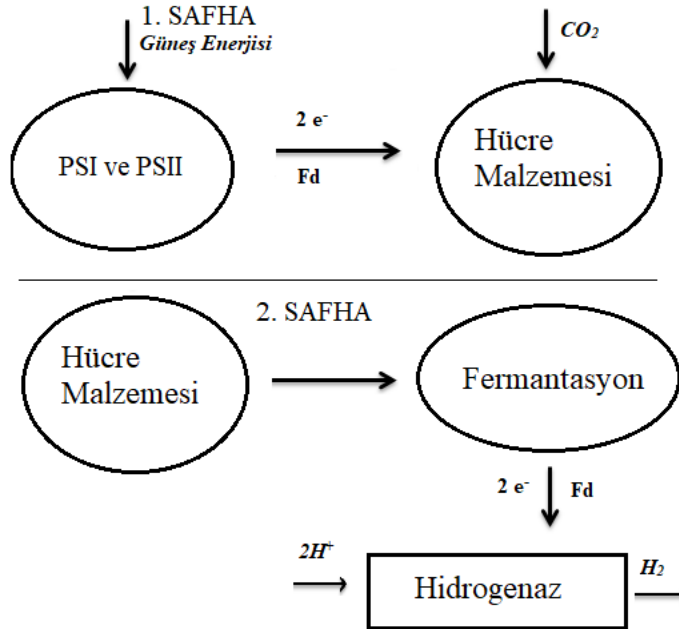 1. SAFHA
Güneş Enerjisi
CO₂
PSI ve PSII
2 e⁻
Fd
Hücre
Malzemesi
2. SAFHA
Hücre
Malzemesi
Fermantasyon
2 e⁻
Fd
2H⁺
Hidrogenaz
H₂